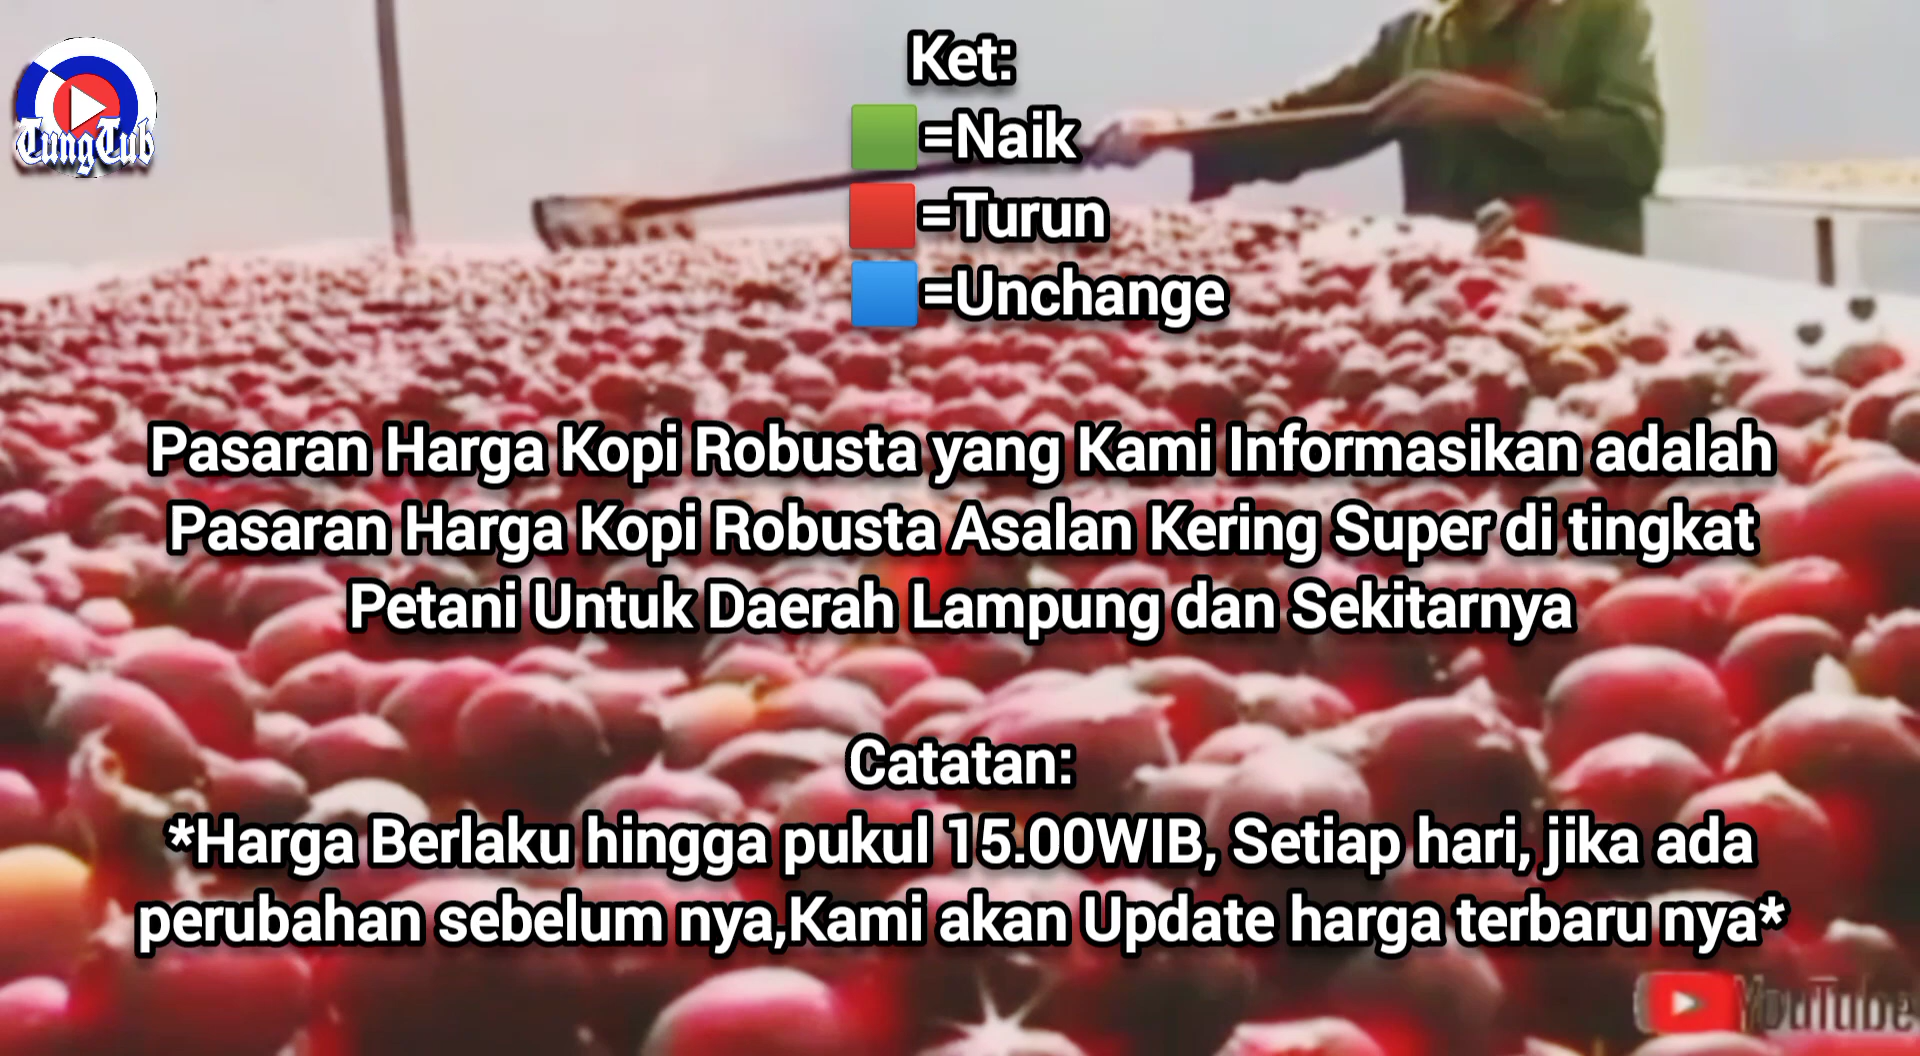 TungTub
Ket:
🟩=Naik
🟥=Turun
🟦=Unchange
Pasaran Harga Kopi Robusta yang Kami Informasikan adalah
Pasaran Harga Kopi Robusta Asalan Kering Super di tingkat
Petani Untuk Daerah Lampung dan Sekitarnya
Catatan:
*Harga Berlaku hingga pukul 15.00WIB, Setiap hari, jika ada
perubahan sebelum nya,Kami akan Update harga terbaru nya*
YouTube